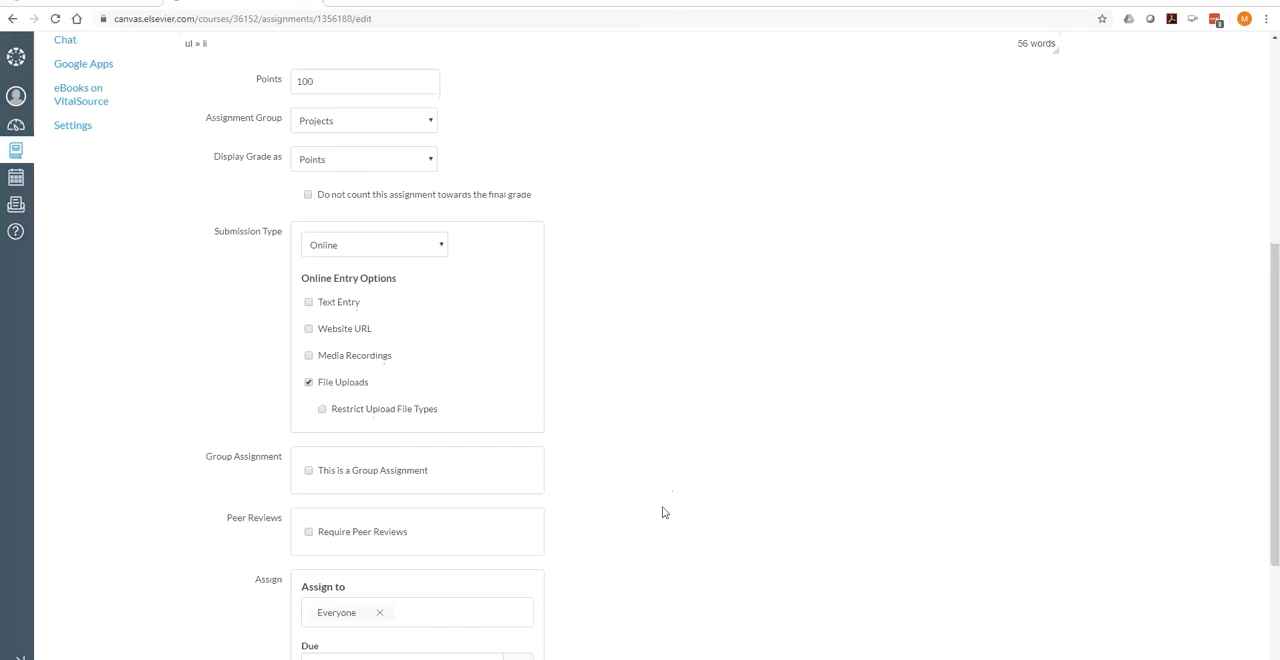 canvas.elsevier.com/courses/36152/assignments/1356188/edit
3
M
Chat
Google Apps
eBooks on
VitalSource
Settings
ul » li
56 words
Points
100
Assignment Group
Projects
Display Grade as
Points
Do not count this assignment towards the final grade
Submission Type
Online
Online Entry Options
Text Entry
Website URL
Media Recordings
File Uploads
Restrict Upload File Types
Group Assignment
This is a Group Assignment
Peer Reviews
Require Peer Reviews
Assign
Assign to
Everyone
Due